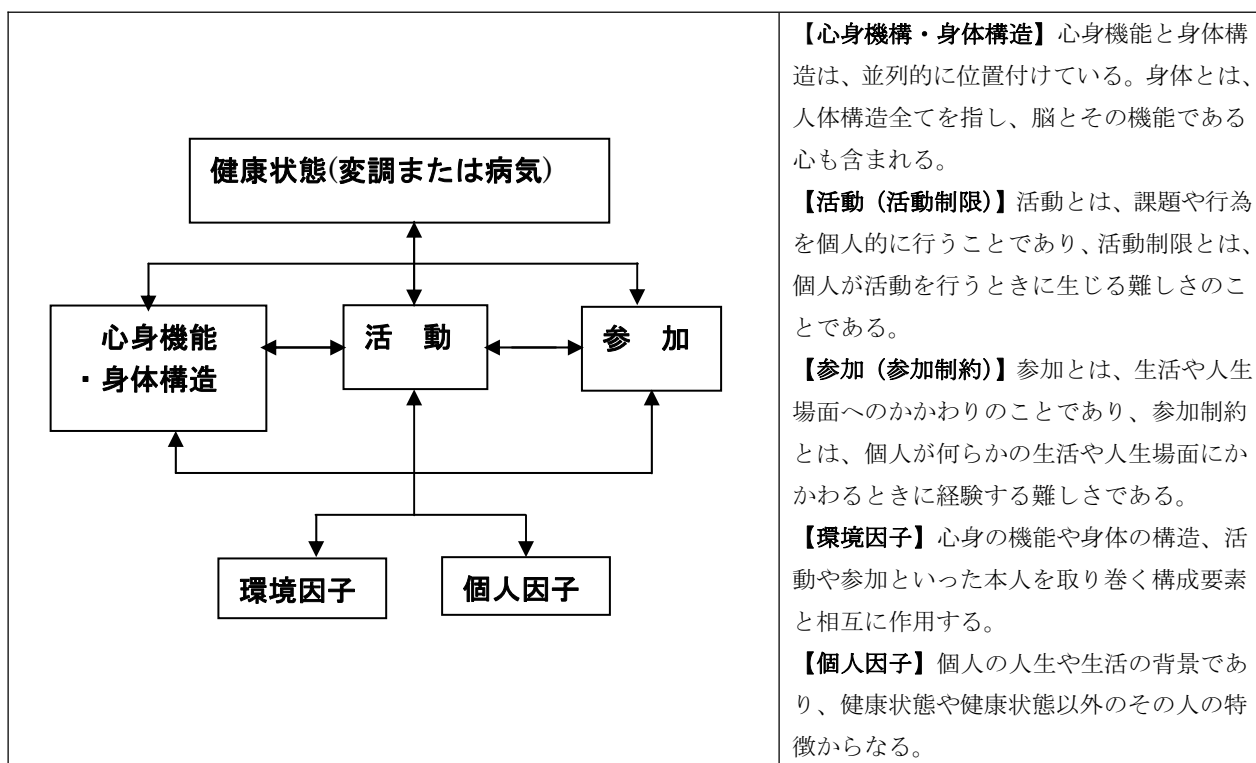 健康状態(変調または病気)
心身機能
・身体構造
活　動
参　加
環境因子
個人因子
【心身機構・身体構造】心身機能と身体構
造は、並列的に位置付けている。身体とは、
人体構造全てを指し、脳とその機能である
心も含まれる。
【活動（活動制限）】活動とは、課題や行為
を個人的に行うことであり、活動制限とは、
個人が活動を行うときに生じる難しさのこ
とである。
【参加（参加制約）】参加とは、生活や人生
場面へのかかわりのことであり、参加制約
とは、個人が何らかの生活や人生場面にか
かわるときに経験する難しさである。
【環境因子】心身の機能や身体の構造、活
動や参加といった本人を取り巻く構成要素
と相互に作用する。
【個人因子】個人の人生や生活の背景であ
り、健康状態や健康状態以外のその人の特
徴からなる。